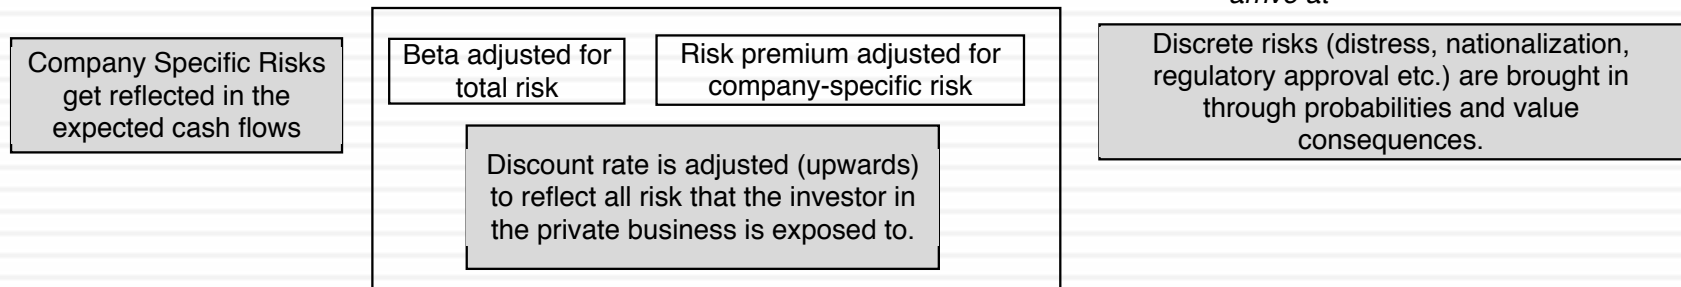 arrive at
Company Specific Risks
get reflected in the
expected cash flows
Beta adjusted for
total risk
Risk premium adjusted for
company-specific risk
Discount rate is adjusted (upwards)
to reflect all risk that the investor in
the private business is exposed to.
Discrete risks (distress, nationalization,
regulatory approval etc.) are brought in
through probabilities and value
consequences.